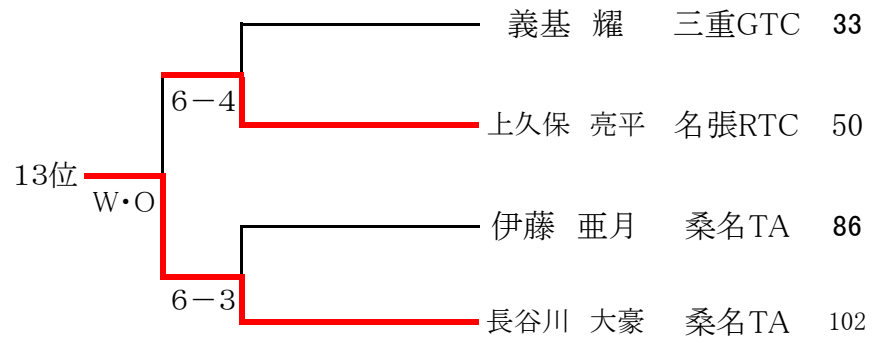 義基 耀 三重GTC 33
6－4
上久保 亮平 名張RTC 50
13位
W・O
伊藤 亜月 桑名TA 86
6－3
長谷川 大豪 桑名TA 102